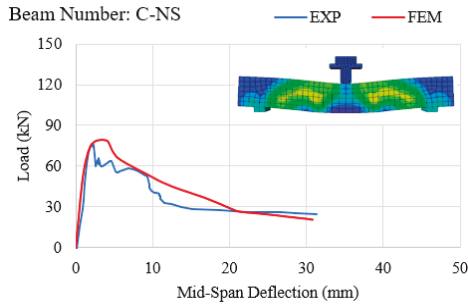 Beam Number: C-NS
EXP
FEM
150
120
90
60
30
0
Load (kN)
0 10 20 30 40 50
Mid-Span Deflection (mm)